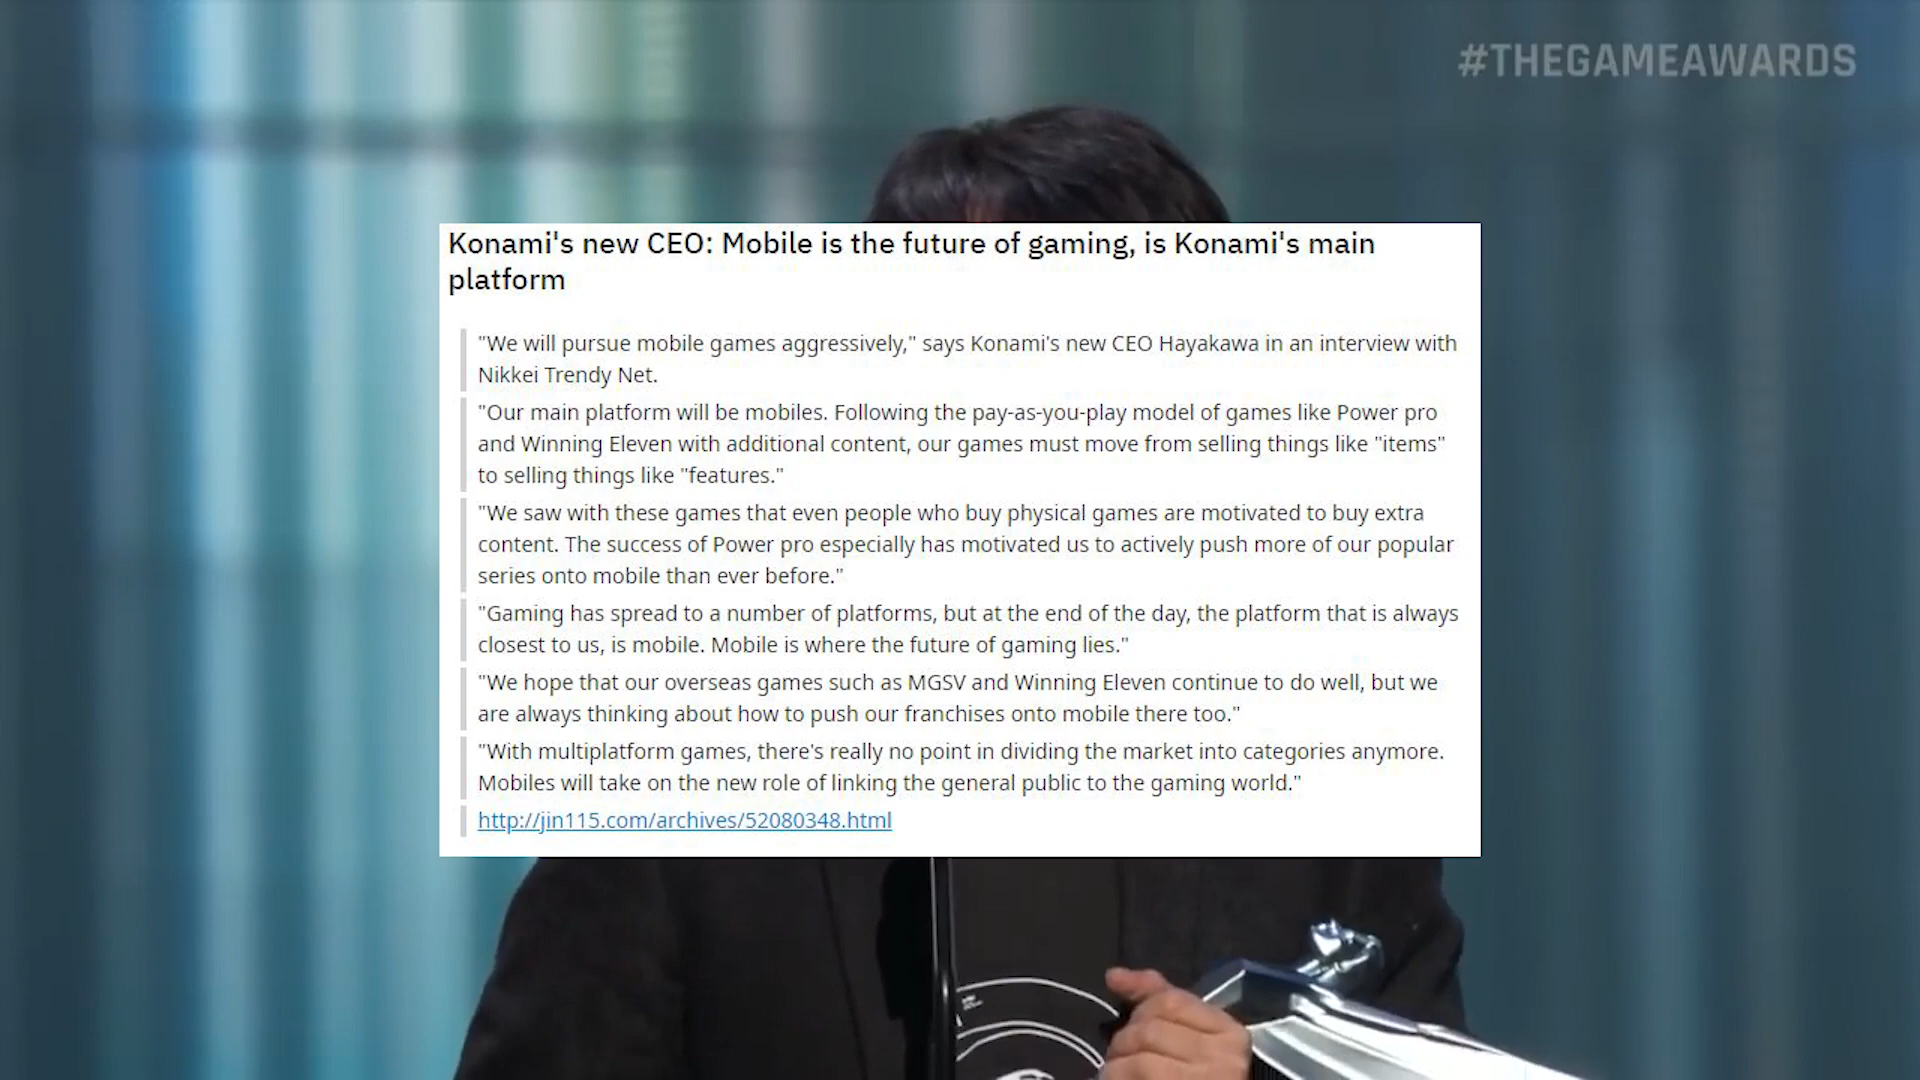 #THEGAMEAWARDS
Konami's new CEO: Mobile is the future of gaming, is Konami's main
platform
"We will pursue mobile games aggressively," says Konami's new CEO Hayakawa in an interview with
Nikkei Trendy Net.
"Our main platform will be mobiles. Following the pay-as-you-play model of games like Power pro
and Winning Eleven with additional content, our games must move from selling things like "items"
to selling things like "features."
"We saw with these games that even people who buy physical games are motivated to buy extra
content. The success of Power pro especially has motivated us to actively push more of our popular
series onto mobile than ever before."
"Gaming has spread to a number of platforms, but at the end of the day, the platform that is always
closest to us, is mobile. Mobile is where the future of gaming lies."
"We hope that our overseas games such as MGSV and Winning Eleven continue to do well, but we
are always thinking about how to push our franchises onto mobile there too."
"With multiplatform games, there's really no point in dividing the market into categories anymore.
Mobiles will take on the new role of linking the general public to the gaming world."
http://jin115.com/archives/52080348.html